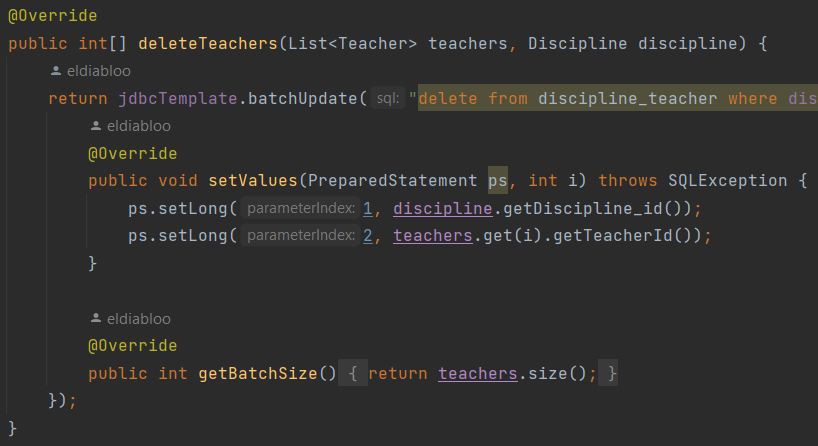 @Override
public int[] deleteTeachers(List<Teacher> teachers, Discipline discipline) {
eldiabloo
return jdbcTemplate.batchUpdate( sql: "delete from discipline_teacher where dis
eldiabloo
@Override
public void setValues(PreparedStatement ps, int i) throws SQLException {
ps.setLong( parameterIndex: 1, discipline.getDiscipline_id());
ps.setLong( parameterIndex: 2, teachers.get(i).getTeacherId());
}
eldiabloo
@Override
public int getBatchSize() { return teachers.size(); }
});
}